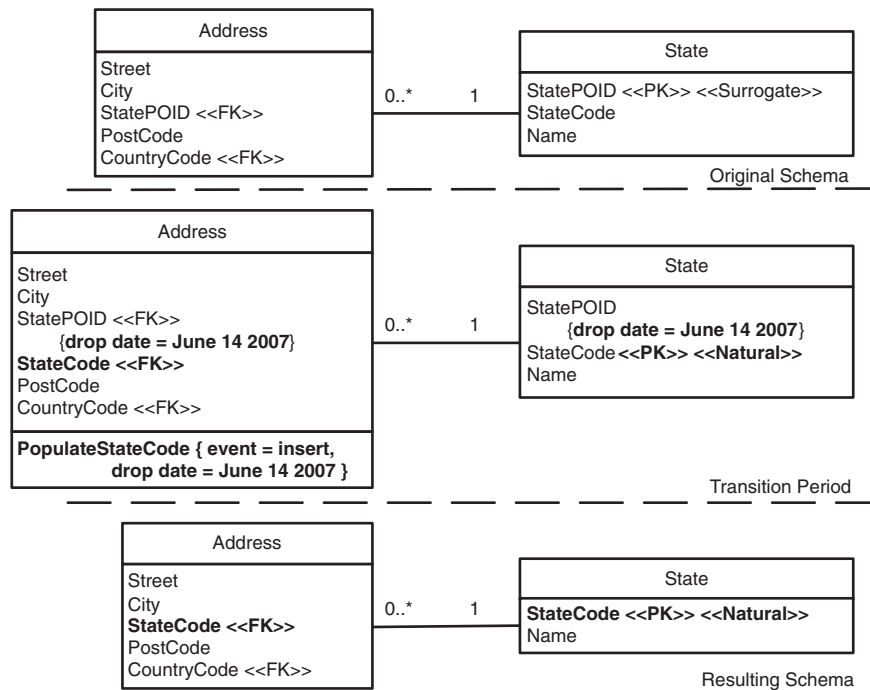 Address
Street
City
StatePOID <<FK>>
PostCode
CountryCode <<FK>>
0..*
1
State
StatePOID <<PK>> <<Surrogate>>
StateCode
Name
Original Schema
Address
Street
City
StatePOID <<FK>>
{drop date = June 14 2007}
StateCode <<FK>>
PostCode
CountryCode <<FK>>
PopulateStateCode { event = insert,
drop date = June 14 2007 }
0..*
1
State
StatePOID
{drop date = June 14 2007}
StateCode <<PK>> <<Natural>>
Name
Transition Period
Address
Street
City
StateCode <<FK>>
PostCode
CountryCode <<FK>>
0..*
1
State
StateCode <<PK>> <<Natural>>
Name
Resulting Schema